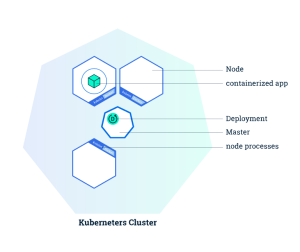 Node
containerized app
Deployment
Master
node processes
Kuberneters Cluster